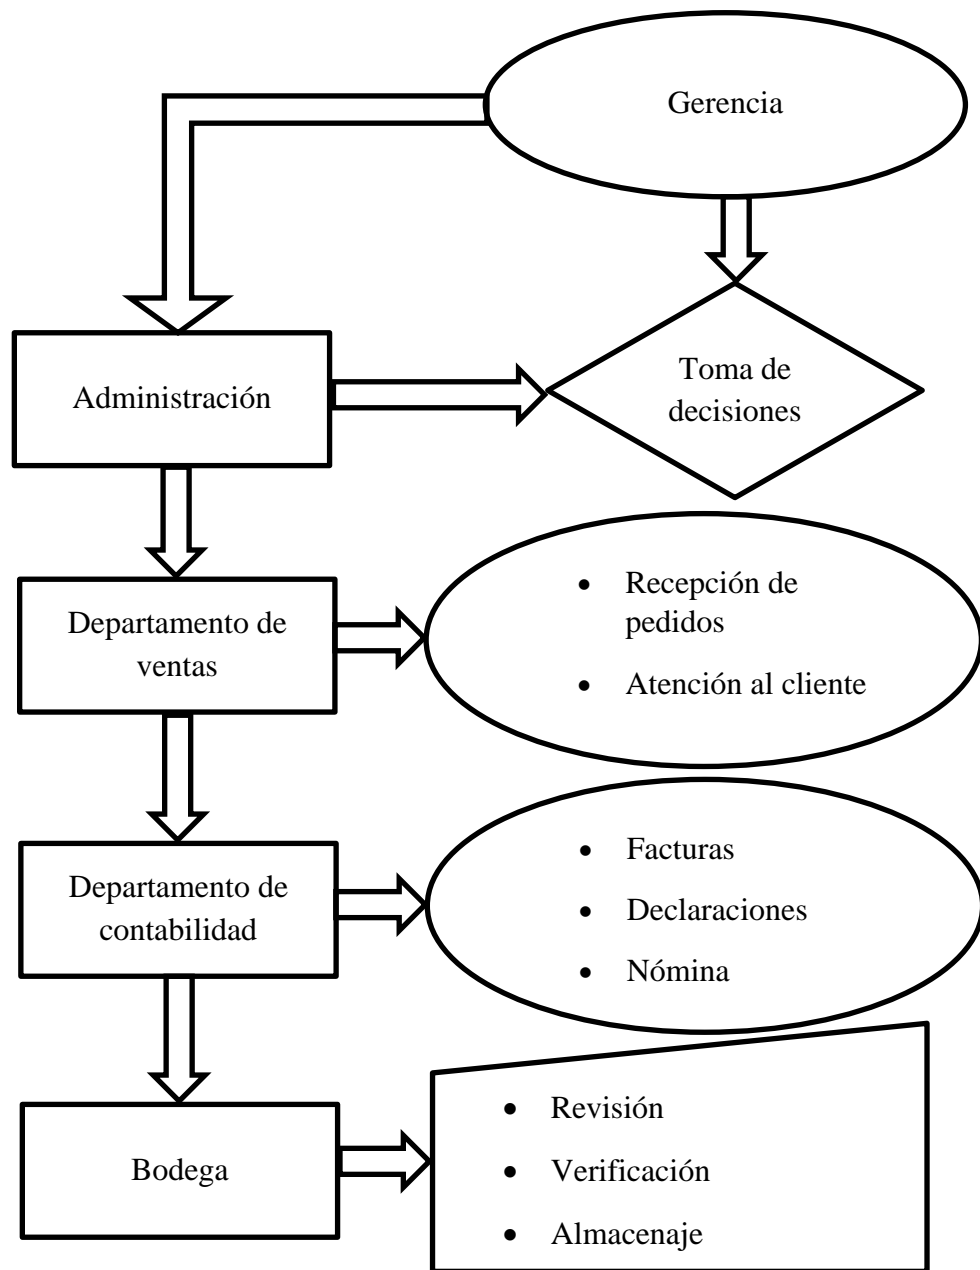 Gerencia
Administración
Toma de
decisiones
Departamento de
ventas
• Recepción de
pedidos
• Atención al cliente
Departamento de
contabilidad
• Facturas
• Declaraciones
• Nómina
Bodega
• Revisión
• Verificación
• Almacenaje